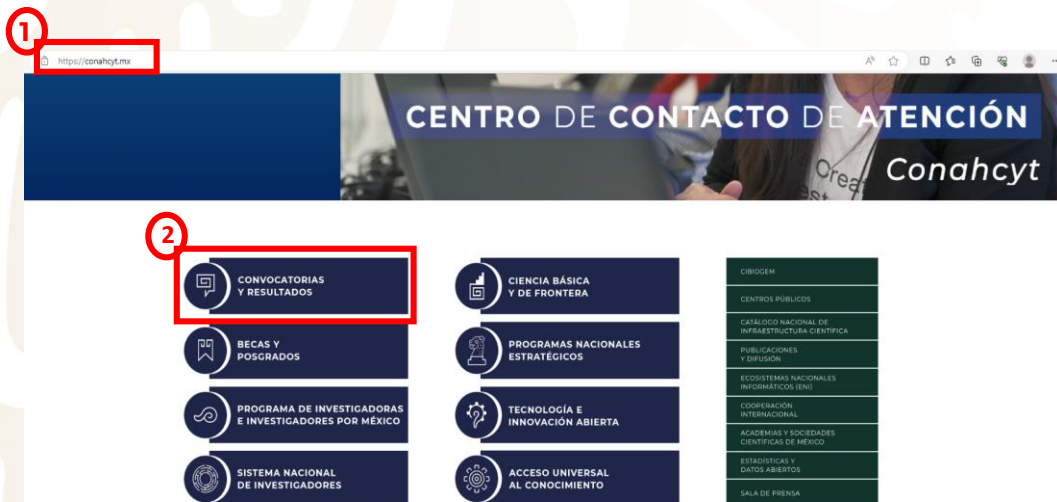 1
https://conahcyt.mx
CENTRO DE CONTACTO DE ATENCIÓN
Conahcyt
Creat
est
2
CONVOCATORIAS
Y RESULTADOS
BECAS Y
POSGRADOS
PROGRAMA DE INVESTIGADORAS
E INVESTIGADORES POR MÉXICO
SISTEMA NACIONAL
DE INVESTIGADORES
CIENCIA BÁSICA
Y DE FRONTERA
PROGRAMAS NACIONALES
ESTRATÉGICOS
TECNOLOGÍA E
INNOVACIÓN ABIERTA
ACCESO UNIVERSAL
AL CONOCIMIENTO
CIBIOGEM
CENTROS PÚBLICOS
CATÁLOGO NACIONAL DE
INFRAESTRUCTURA CIENTÍFICA
PUBLICACIONES
Y DIFUSIÓN
ECOSISTEMAS NACIONALES
INFORMÁTICOS (ENI)
COOPERACIÓN
INTERNACIONAL
ACADEMIAS Y SOCIEDADES
CIENTÍFICAS DE MÉXICO
ESTADÍSTICAS Y
DATOS ABIERTOS
SALA DE PRENSA